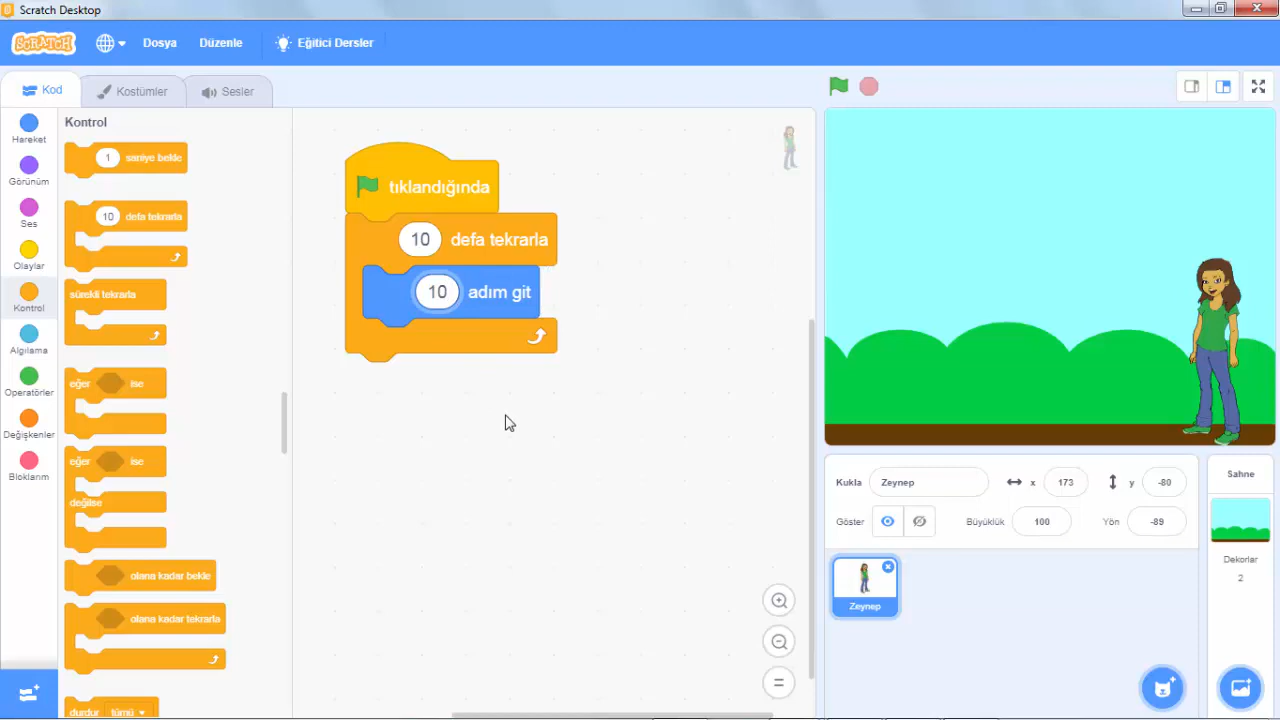 Scratch Desktop
SCRATCH
Dosya
Düzenle
Eğitici Dersler
Kod
Kostümler
Sesler
Hareket
Görünüm
Ses
Olaylar
Kontrol
Algılama
Operatörler
Değişkenler
Bloklarım
Kontrol
1 saniye bekle
10 defa tekrarla
sürekli tekrarla
eğer ise
eğer ise
değilse
olana kadar bekle
olana kadar tekrarla
durdur tümü
tıklandığında
10 defa tekrarla
10 adım git
Kukla Zeynep x 173 y -80
Göster Büyüklük 100 Yön -89
Zeynep
Sahne
Dekorlar
2